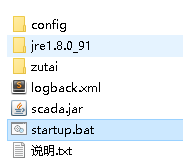 config
jre1.8.0_91
zutai
logback.xml
scada.jar
startup.bat
说明.txt